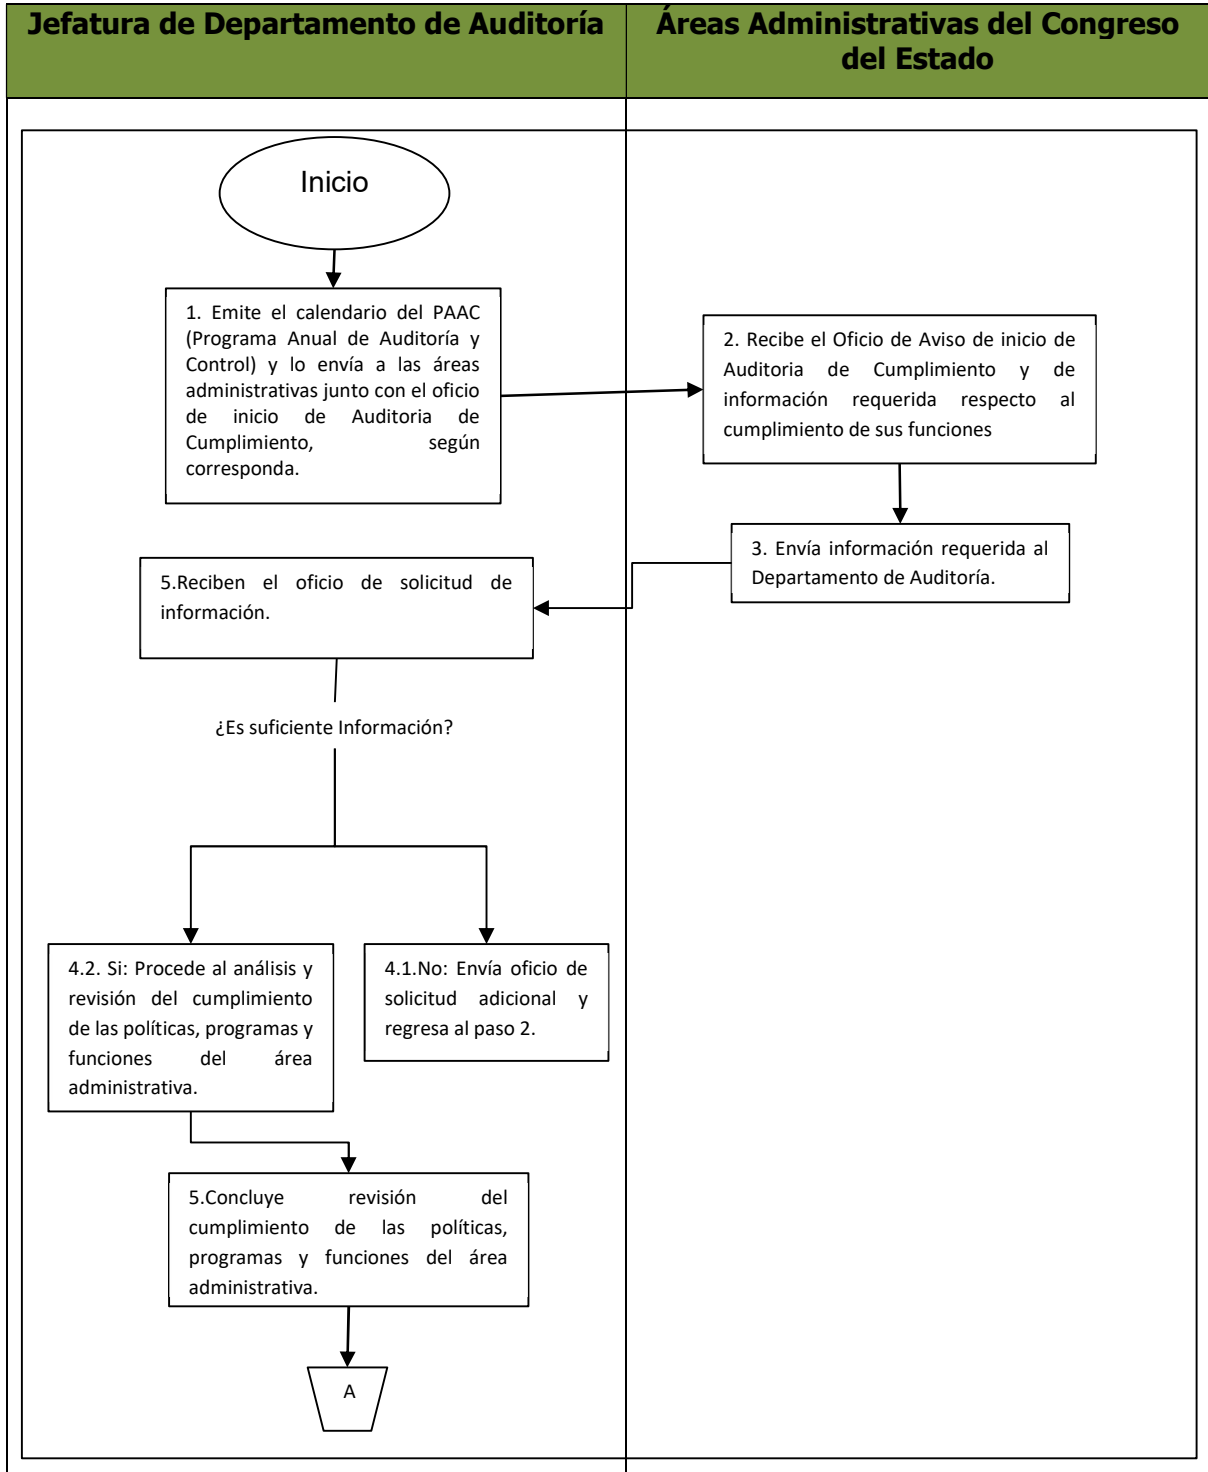 Jefatura de Departamento de Auditoría
Áreas Administrativas del Congreso
del Estado
Inicio
1. Emite el calendario del PAAC
(Programa Anual de Auditoría y
Control) y lo envía a las áreas
administrativas junto con el oficio
de inicio de Auditoria de
Cumplimiento, según
corresponda.
2. Recibe el Oficio de Aviso de inicio de
Auditoria de Cumplimiento y de
información requerida respecto al
cumplimiento de sus funciones
3. Envía información requerida al
Departamento de Auditoría.
5.Reciben el oficio de solicitud de
información.
¿Es suficiente Información?
4.2. Si: Procede al análisis y
revisión del cumplimiento
de las políticas, programas y
funciones del área
administrativa.
4.1.No: Envía oficio de
solicitud adicional y
regresa al paso 2.
5.Concluye revisión del
cumplimiento de las políticas,
programas y funciones del área
administrativa.
A